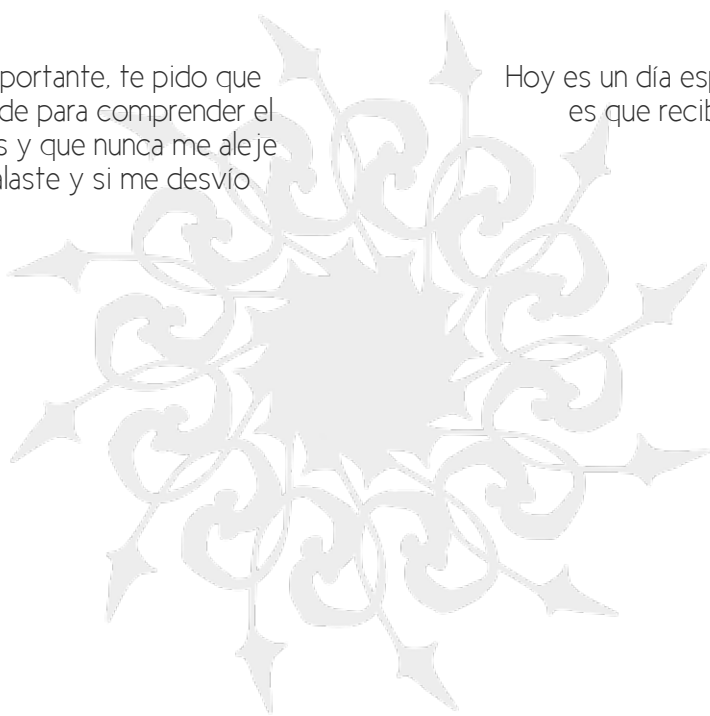 portante, te pido que
de para comprender el
s y que nunca me aleje
alaste y si me desvío
Hoy es un día esp
es que recib